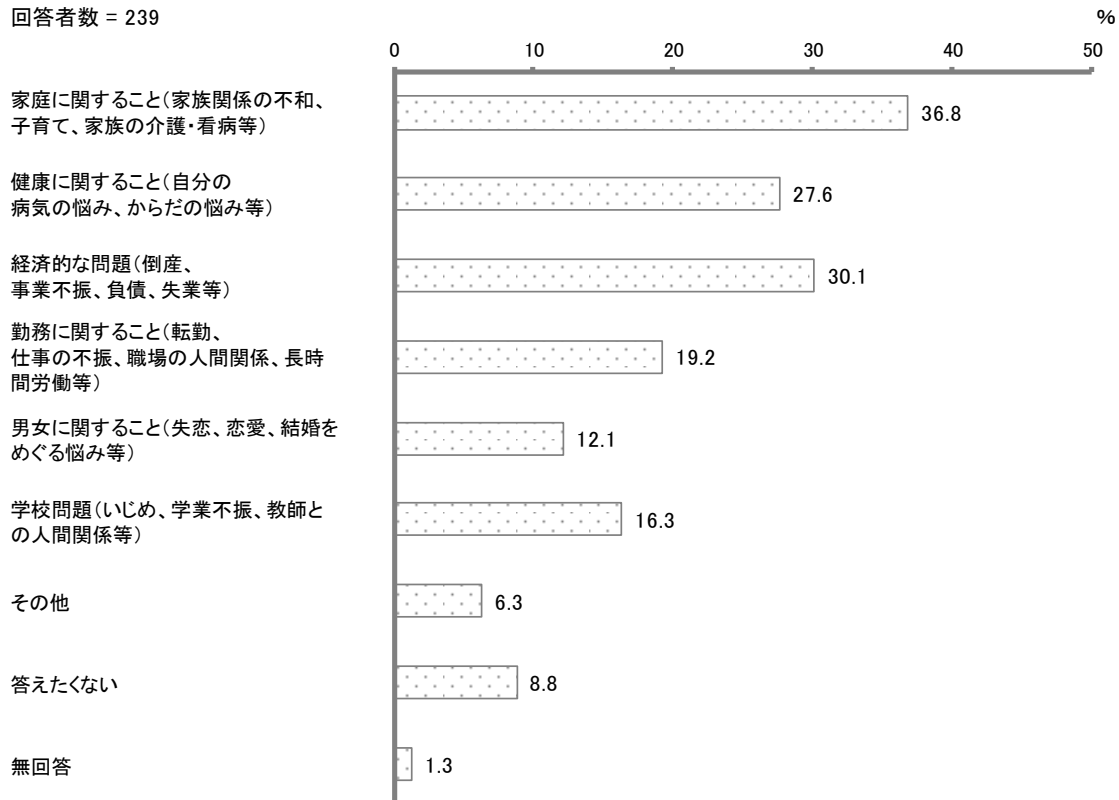 回答者数 = 239
%
0 10 20 30 40 50
家庭に関すること（家族関係の不和、
子育て、家族の介護・看病等）
36.8
健康に関すること（自分の
病気の悩み、からだの悩み等）
27.6
経済的な問題（倒産、
事業不振、負債、失業等）
30.1
勤務に関すること（転勤、
仕事の不振、職場の人間関係、長時
間労働等）
19.2
男女に関すること（失恋、恋愛、結婚を
めぐる悩み等）
12.1
学校問題（いじめ、学業不振、教師と
の人間関係等）
16.3
その他
6.3
答えたくない
8.8
無回答
1.3